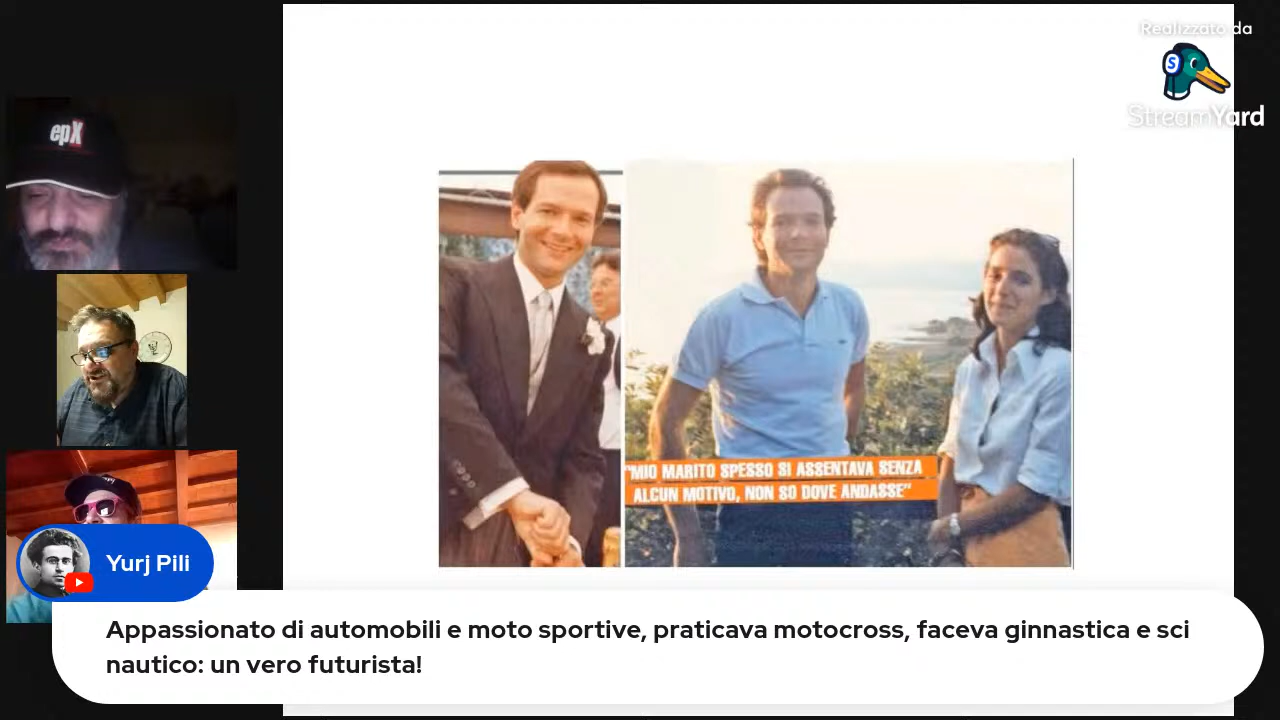 Realizzato da
StreamYard
epX
"MIO MARITO SPESSO SI ASSENTAVA SENZA
ALCUN MOTIVO, NON SO DOVE ANDASSE"
Yurj Pili
Appassionato di automobili e moto sportive, praticava motocross, faceva ginnastica e sci
nautico: un vero futurista!